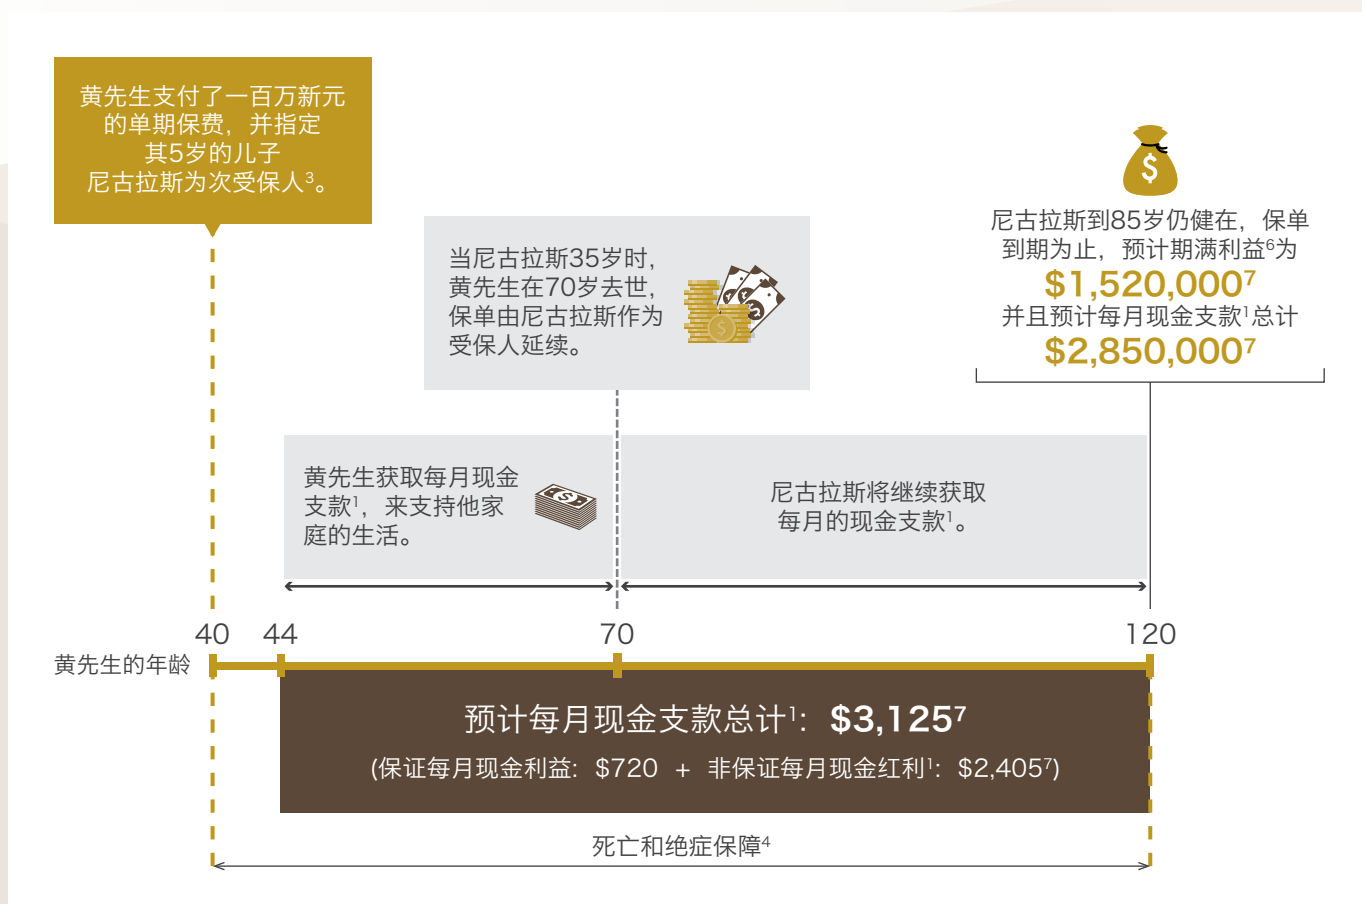 黄先生支付了一百万新元
的单期保费，并指定
其5岁的儿子
尼古拉斯为次受保人³。
当尼古拉斯35岁时，
黄先生在70岁去世，
保单由尼古拉斯作为
受保人延续。
尼古拉斯到85岁仍健在，保单
到期为止，预计期满利益⁶为
$1,520,000⁷
并且预计每月现金支款¹总计
$2,850,000⁷
黄先生获取每月现金
支款¹，来支持他家
庭的生活。
尼古拉斯将继续获取
每月的现金支款¹。
40 44 70 120
黄先生的年龄
预计每月现金支款总计¹：$3,125⁷
(保证每月现金利益：$720 + 非保证每月现金红利¹：$2,405⁷)
死亡和绝症保障⁴